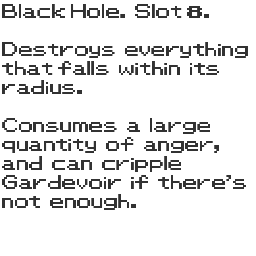 Black Hole. Slot 8.
Destroys everything
that falls within its
radius.
Consumes a large
quantity of anger,
and can cripple
Gardevoir if there's
not enough.